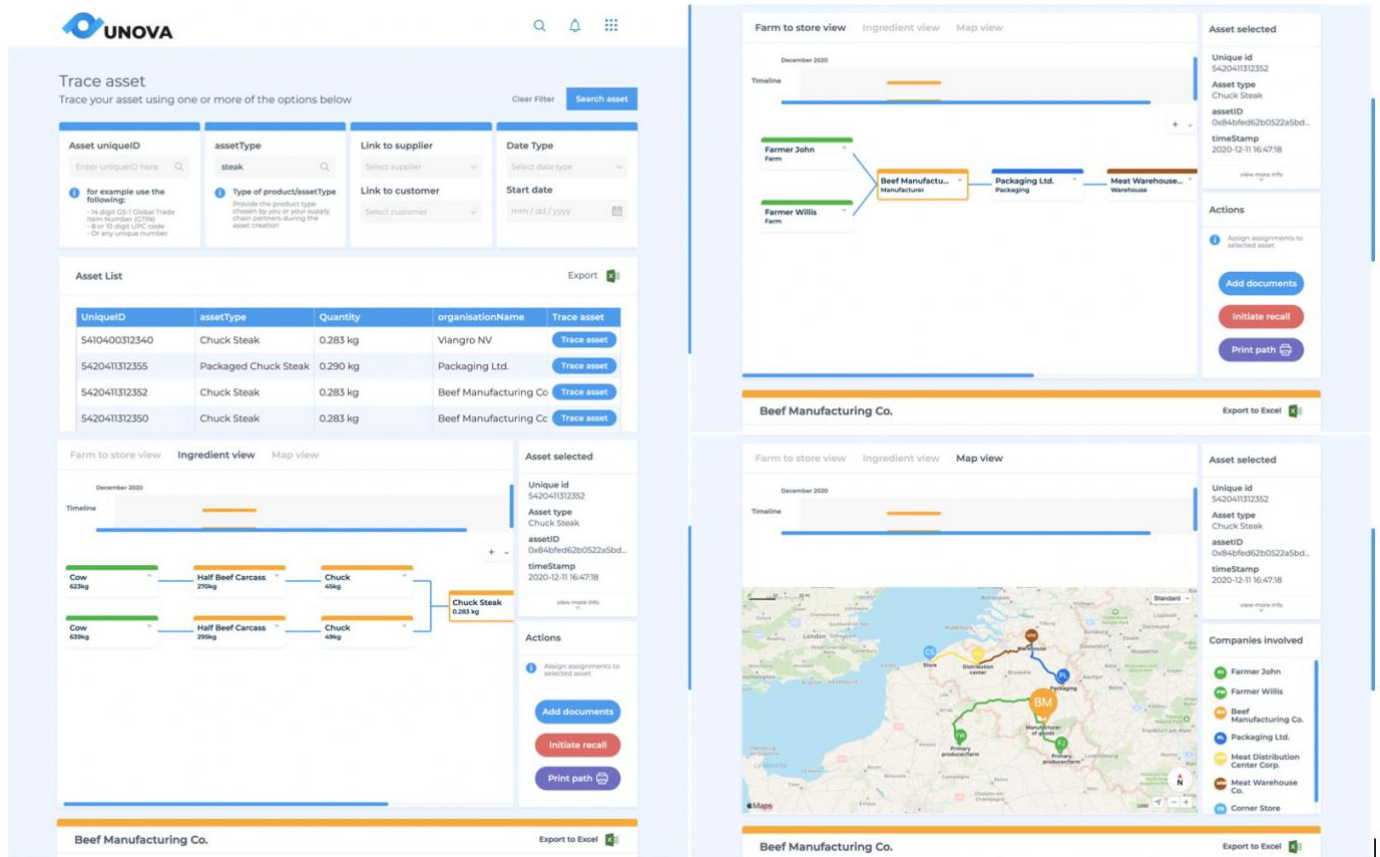 UNOVA
Trace asset
Trace your asset using one or more of the options below
Clear Filter
Search asset
Asset uniqueID
Enter uniqueID here
for example use the
following:
- 14 digit GS-1 Global Trade
Item Number (GTIN)
- 8 or 10 digit UPC code
- Or any unique number
assetType
steak
Type of product/assetType
Provide the product type
chosen by you or your supply
chain partners during the
asset creation
Link to supplier
Select supplier
Link to customer
Select customer
Date Type
Select date type
Start date
mm / dd / yyyy
Asset List
Export
UniqueID assetType Quantity organisationName Trace asset
5410400312340 Chuck Steak 0.283 kg Viangro NV Trace asset
5420411312355 Packaged Chuck Steak 0.290 kg Packaging Ltd. Trace asset
5420411312352 Chuck Steak 0.283 kg Beef Manufacturing Co Trace asset
5420411312350 Chuck Steak 0.283 kg Beef Manufacturing Cc Trace asset
Farm to store view Ingredient view Map view
December 2020
Timeline
+ -
Farmer John
Farm
Farmer Willis
Farm
Beef Manufactu...
Manufacturer
Packaging Ltd.
Packaging
Meat Warehouse...
Warehouse
Asset selected
Unique id
5420411312352
Asset type
Chuck Steak
assetID
0x84bfed62b0522a5bd...
timeStamp
2020-12-11 16:47:18
view more info
Actions
Assign assignments to
selected asset
Add documents
Initiate recall
Print path
Beef Manufacturing Co.
Export to Excel
Farm to store view Ingredient view Map view
December 2020
Timeline
+ -
Cow
623kg
Half Beef Carcass
270kg
Chuck
45kg
Cow
639kg
Half Beef Carcass
295kg
Chuck
49kg
Chuck Steak
0.283 kg
Asset selected
Unique id
5420411312352
Asset type
Chuck Steak
assetID
0x84bfed62b0522a5bd...
timeStamp
2020-12-11 16:47:18
view more info
Actions
Assign assignments to
selected asset
Add documents
Initiate recall
Print path
Beef Manufacturing Co.
Export to Excel
Farm to store view Ingredient view Map view
December 2020
Timeline
Standard
London
CS
Store
Distribution
center
Warehouse
PL
Packaging
BM
Manufacturer
of goods
FW
Primary
producer/farm
FJ
Primary
producer/farm
Brussels
Essen
Düsseldorf
Frankfurt am Main
N
Maps
Asset selected
Unique id
5420411312352
Asset type
Chuck Steak
assetID
0x84bfed62b0522a5bd...
timeStamp
2020-12-11 16:47:18
view more info
Companies involved
Farmer John
Farmer Willis
Beef
Manufacturing Co.
Packaging Ltd.
Meat Distribution
Center Corp.
Meat Warehouse
Co.
Corner Store
Beef Manufacturing Co.
Export to Excel